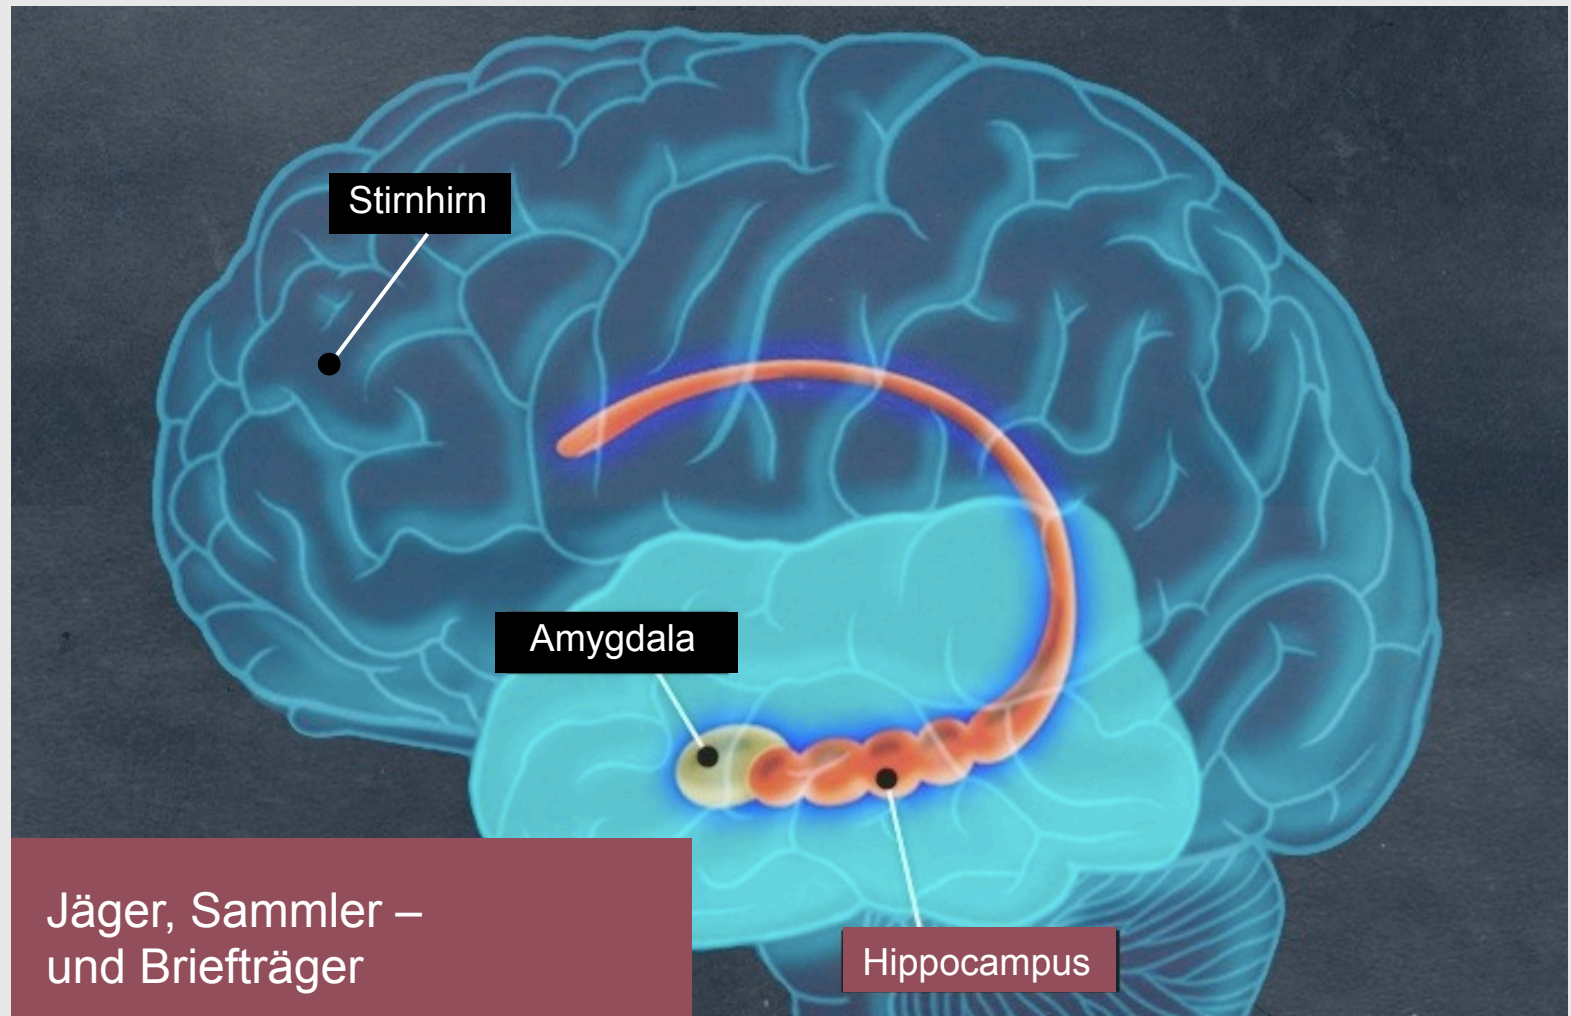 Stirnhirn
Amygdala
Hippocampus
Jäger, Sammler –
und Briefträger